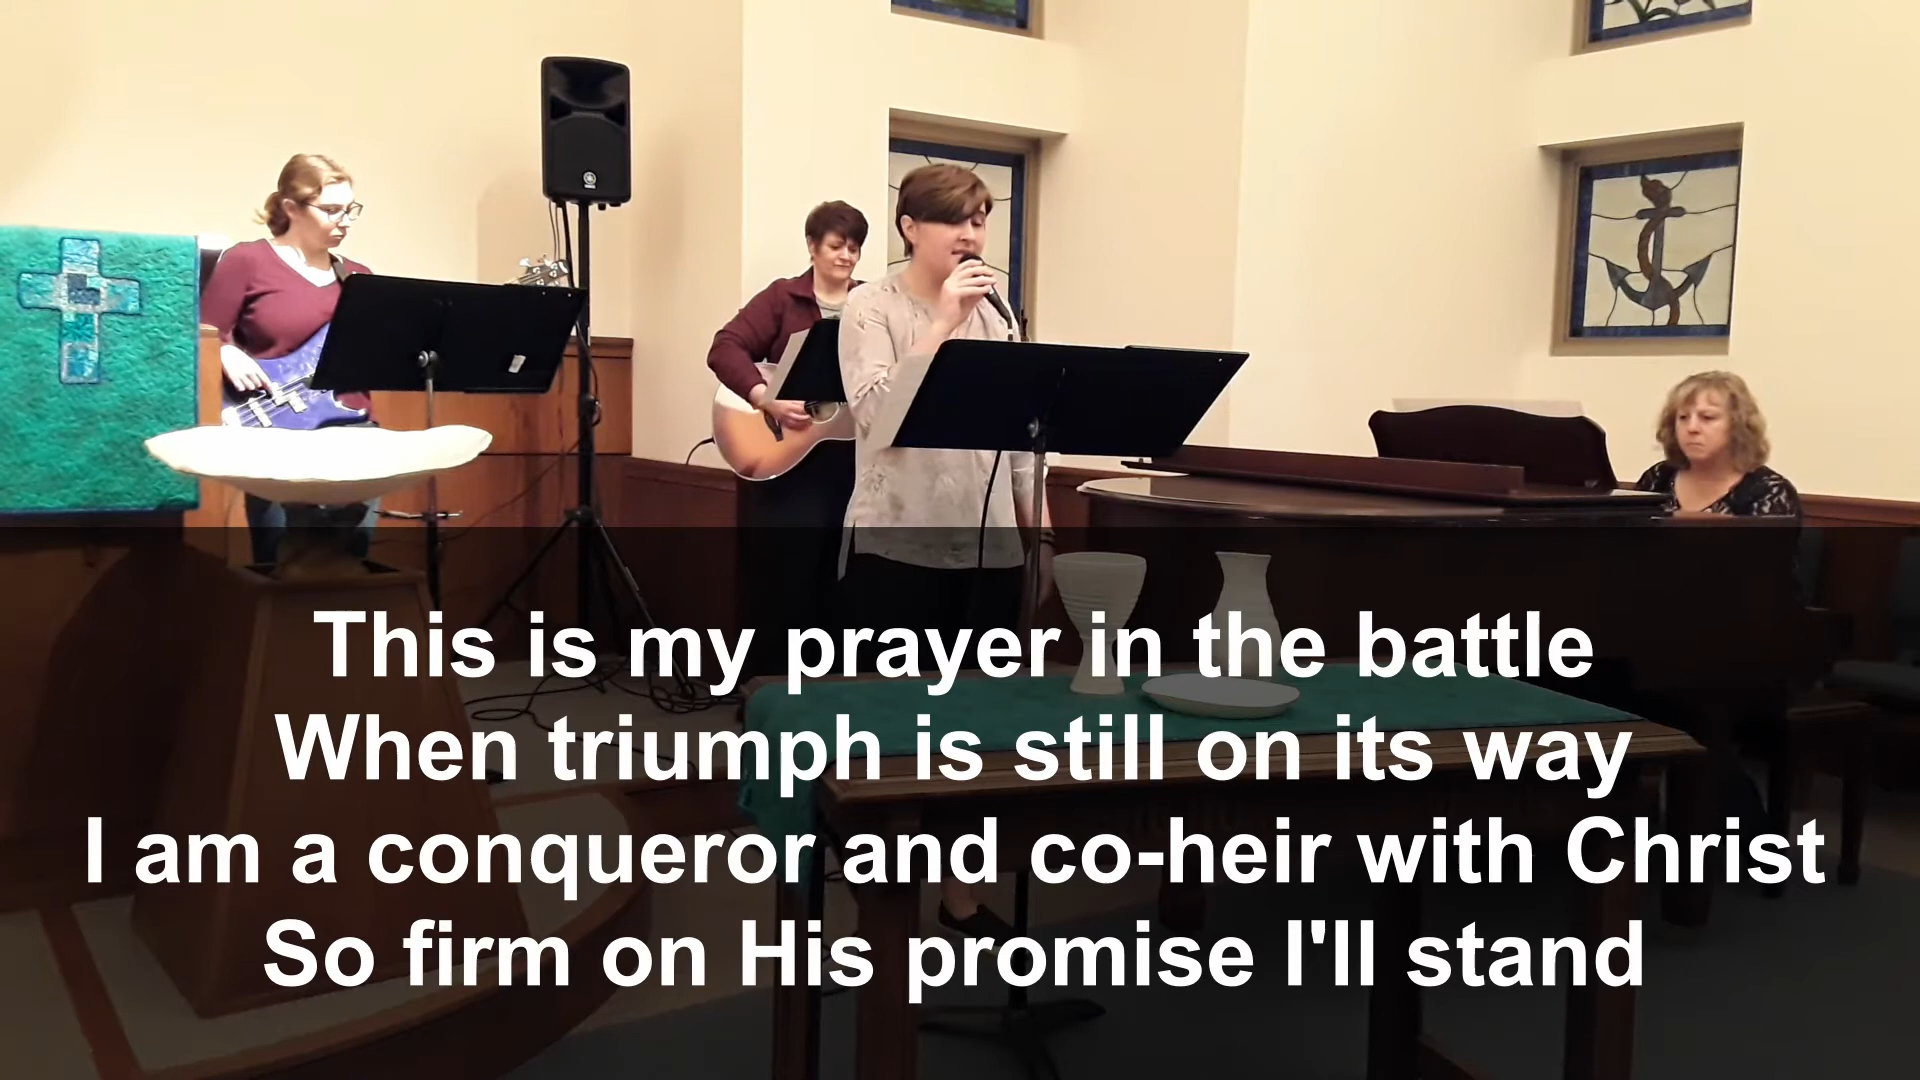 This is my prayer in the battle
When triumph is still on its way
I am a conqueror and co-heir with Christ
So firm on His promise I'll stand